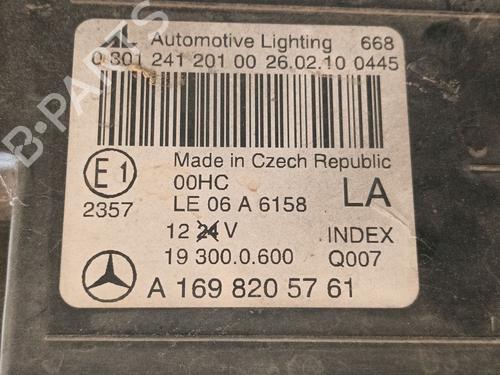 AL Automotive Lighting 668
0 301 241 201 00 26.02.10 0445
E1
2357
Made in Czech Republic
00HC
LE 06 A 6158
LA
12 24 V
INDEX
19 300.0.600
Q007
A 169 820 57 61
B-PARTS